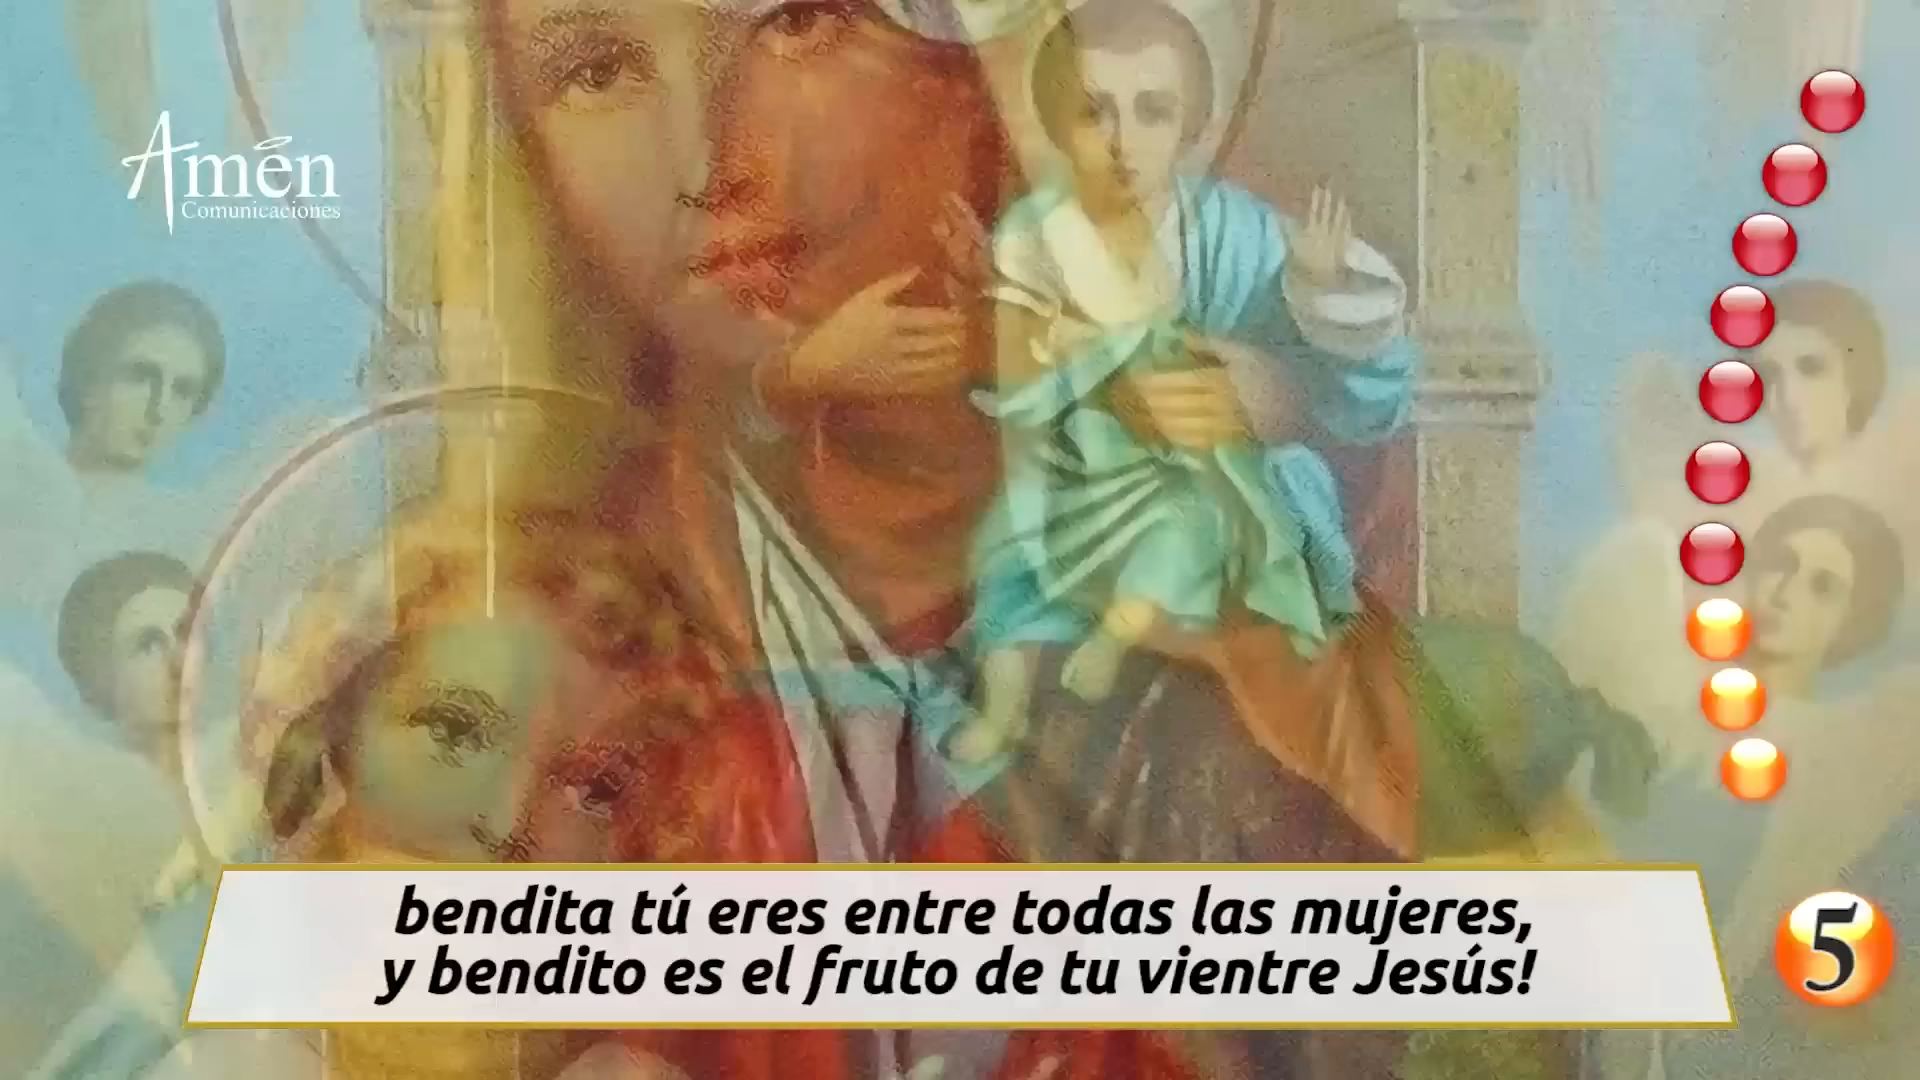 Amén
Comunicaciones
bendita tú eres entre todas las mujeres,
y bendito es el fruto de tu vientre Jesús!
5